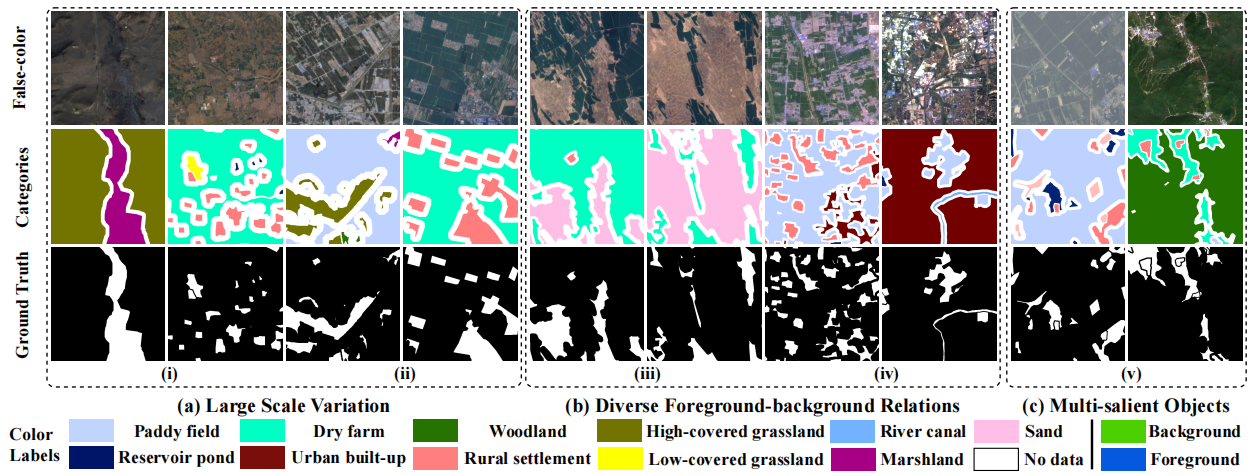 False-color
Categories
Ground Truth
(i)
(ii)
(iii)
(iv)
(v)
(a) Large Scale Variation
(b) Diverse Foreground-background Relations
(c) Multi-salient Objects
Color
Labels
Paddy field
Dry farm
Woodland
High-covered grassland
River canal
Sand
Background
Reservoir pond
Urban built-up
Rural settlement
Low-covered grassland
Marshland
No data
Foreground